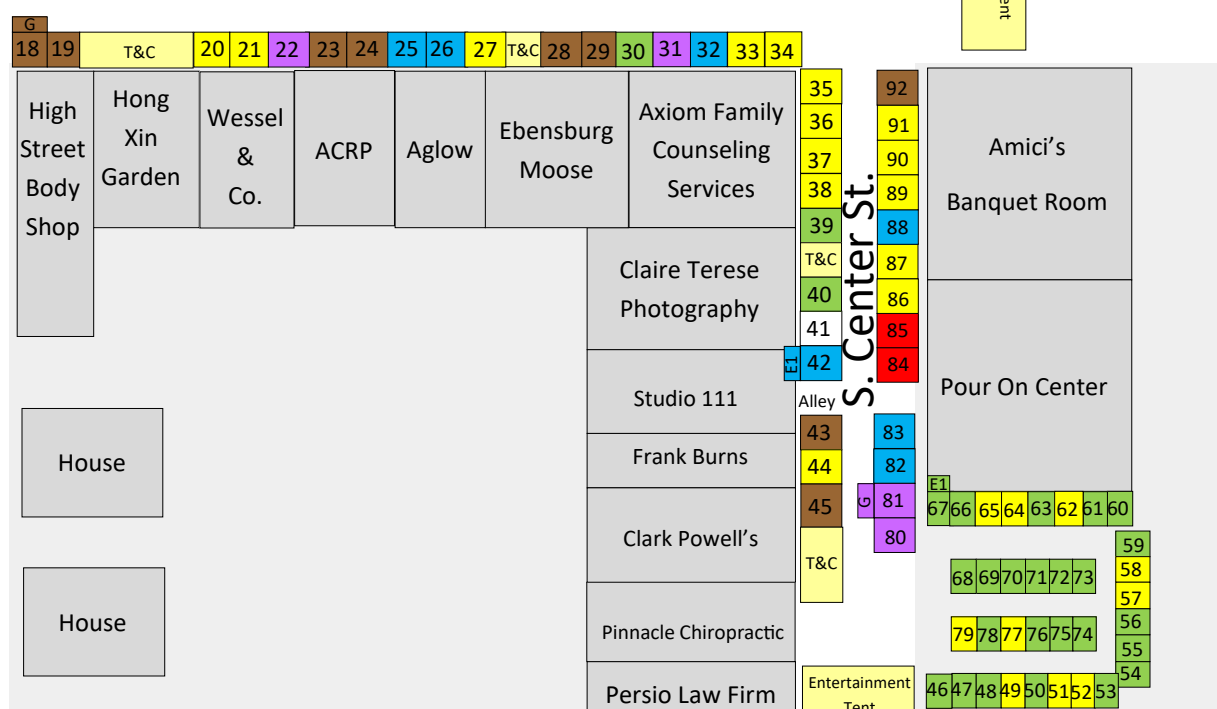 ent
G
18 19 T&C 20 21 22 23 24 25 26 27 T&C 28 29 30 31 32 33 34
High
Street
Body
Shop
Hong
Xin
Garden
Wessel
&
Co.
ACRP
Aglow
Ebensburg
Moose
Axiom Family
Counseling
Services
35
36
37
38
39
T&C
40
41
E1 42
Alley
43
44
45
T&C
S. Center St.
92
91
90
89
88
87
86
85
84
83
82
G 81
80
Amici’s
Banquet Room
Pour On Center
Claire Terese
Photography
Studio 111
Frank Burns
Clark Powell’s
Pinnacle Chiropractic
Persio Law Firm
House
House
Entertainment
Tent
E1
67 66 65 64 63 62 61 60
59
58
57
56
55
54
68 69 70 71 72 73
79 78 77 76 75 74
46 47 48 49 50 51 52 53